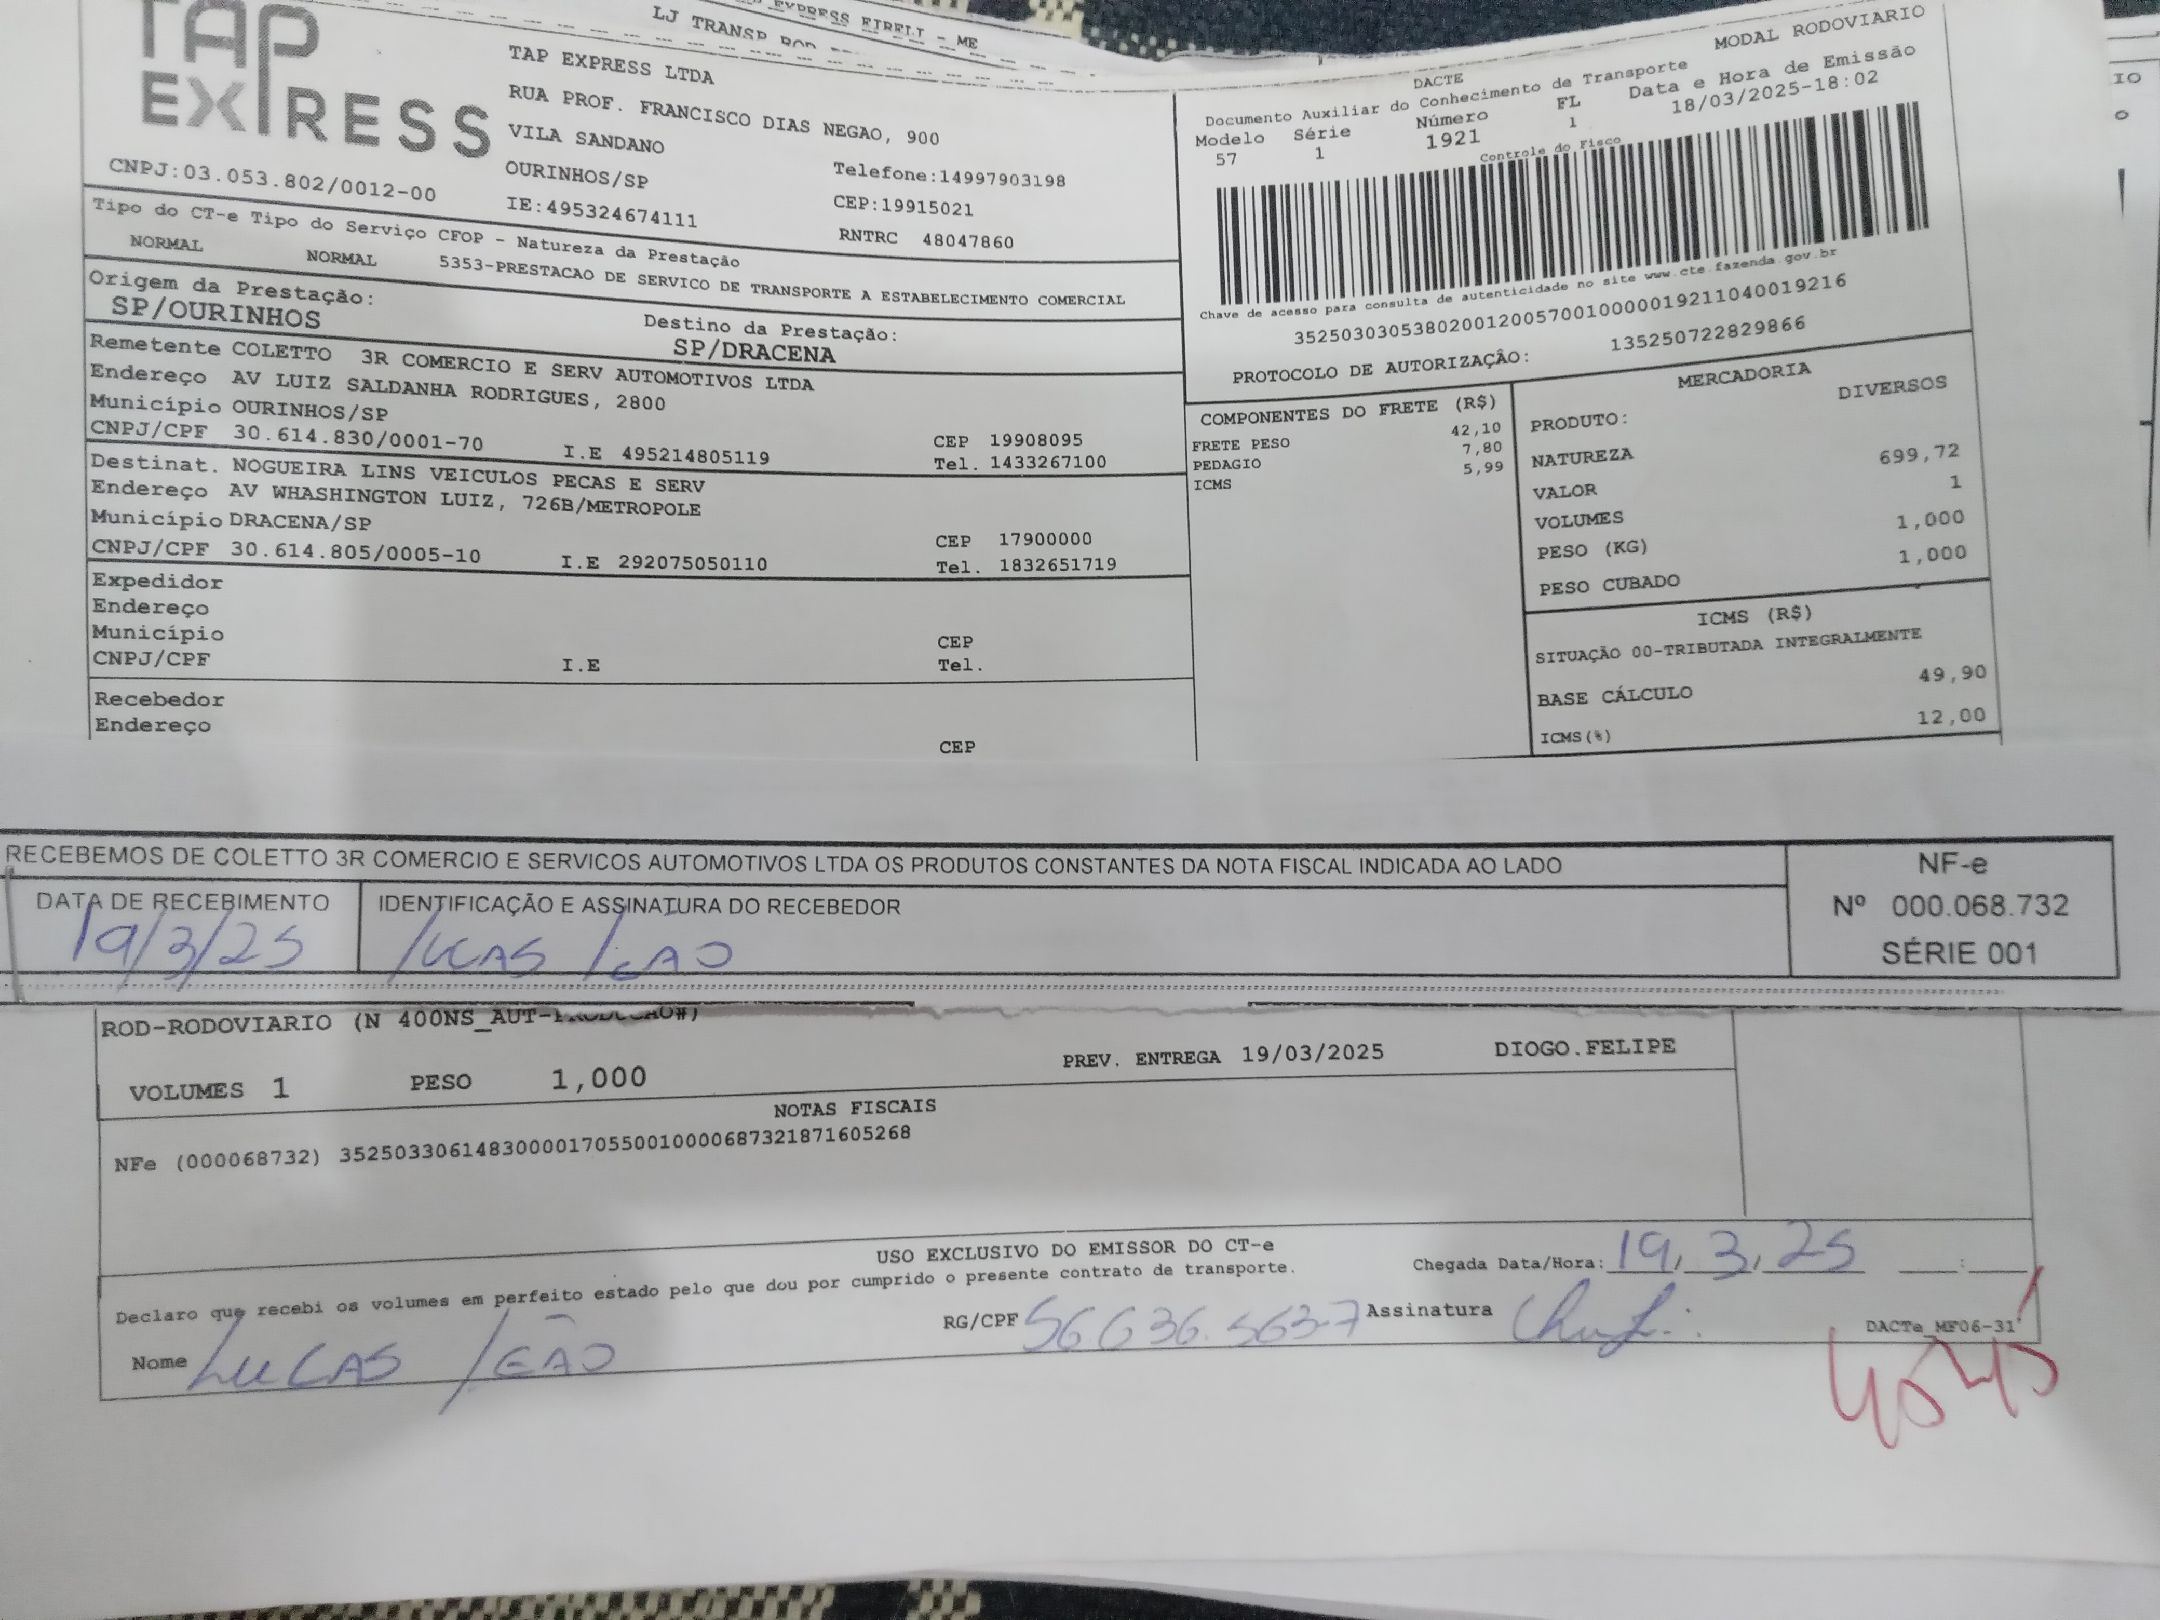 LJ TRANSP ROD
EXPRESS EIRELI - ME
TAP
EXPRESS
CNPJ:03.053.802/0012-00
TAP EXPRESS LTDA
RUA PROF. FRANCISCO DIAS NEGAO, 900
VILA SANDANO
OURINHOS/SP Telefone:14997903198
IE:495324674111 CEP:19915021
RNTRC 48047860
MODAL RODOVIARIO
DACTE
Documento Auxiliar do Conhecimento de Transporte
Modelo Série Número FL Data e Hora de Emissão
57 1 1921 1 18/03/2025-18:02
Controle do Fisco
Chave de acesso para consulta de autenticidade no site www.cte.fazenda.gov.br
35250303053802001200570010000019211040019216
PROTOCOLO DE AUTORIZAÇÃO: 135250722829866
Tipo do CT-e Tipo do Serviço CFOP - Natureza da Prestação
NORMAL NORMAL 5353-PRESTACAO DE SERVICO DE TRANSPORTE A ESTABELECIMENTO COMERCIAL
Origem da Prestação: Destino da Prestação:
SP/OURINHOS SP/DRACENA
Remetente COLETTO 3R COMERCIO E SERV AUTOMOTIVOS LTDA
Endereço AV LUIZ SALDANHA RODRIGUES, 2800
Município OURINHOS/SP CEP 19908095
CNPJ/CPF 30.614.830/0001-70 I.E 495214805119 Tel. 1433267100
Destinat. NOGUEIRA LINS VEICULOS PECAS E SERV
Endereço AV WHASHINGTON LUIZ, 726B/METROPOLE
Município DRACENA/SP CEP 17900000
CNPJ/CPF 30.614.805/0005-10 I.E 292075050110 Tel. 1832651719
Expedidor
Endereço
Município CEP
CNPJ/CPF I.E Tel.
Recebedor
Endereço
CEP
COMPONENTES DO FRETE (R$)
FRETE PESO 42,10
PEDAGIO 7,80
ICMS 5,99
MERCADORIA
PRODUTO: DIVERSOS
NATUREZA
VALOR 699,72
VOLUMES 1
PESO (KG) 1,000
PESO CUBADO 1,000
ICMS (R$)
SITUAÇÃO 00-TRIBUTADA INTEGRALMENTE
BASE CÁLCULO 49,90
ICMS(%) 12,00
IO
O
RECEBEMOS DE COLETTO 3R COMERCIO E SERVICOS AUTOMOTIVOS LTDA OS PRODUTOS CONSTANTES DA NOTA FISCAL INDICADA AO LADO
DATA DE RECEBIMENTO IDENTIFICAÇÃO E ASSINATURA DO RECEBEDOR
19/3/25 LUCAS LEAO
NF-e
Nº 000.068.732
SÉRIE 001
ROD-RODOVIARIO (N 400NS_AUT-PRODUCAO#)
VOLUMES 1 PESO 1,000 PREV. ENTREGA 19/03/2025 DIOGO.FELIPE
NOTAS FISCAIS
NFe (000068732) 35250330614830000170550010000687321871605268
USO EXCLUSIVO DO EMISSOR DO CT-e
Declaro que recebi os volumes em perfeito estado pelo que dou por cumprido o presente contrato de transporte.
Chegada Data/Hora: 19, 3, 25 :
Nome LUCAS LEÃO RG/CPF 56636.563-7 Assinatura
DACTe_MF06-31